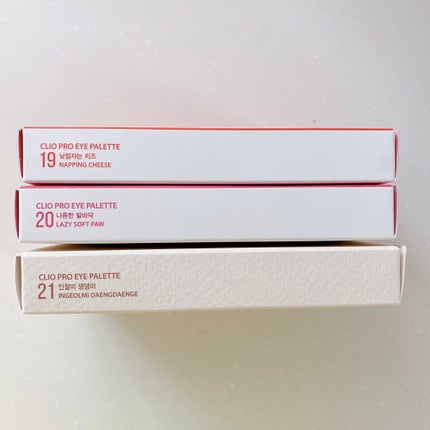 CLIO PRO EYE PALETTE
19 낮잠자는 치즈
NAPPING CHEESE
CLIO PRO EYE PALETTE
20 나른한 발바닥
LAZY SOFT PAW
CLIO PRO EYE PALETTE
21 인절미 댕댕이
INGEOLMI DAENGDAENGE